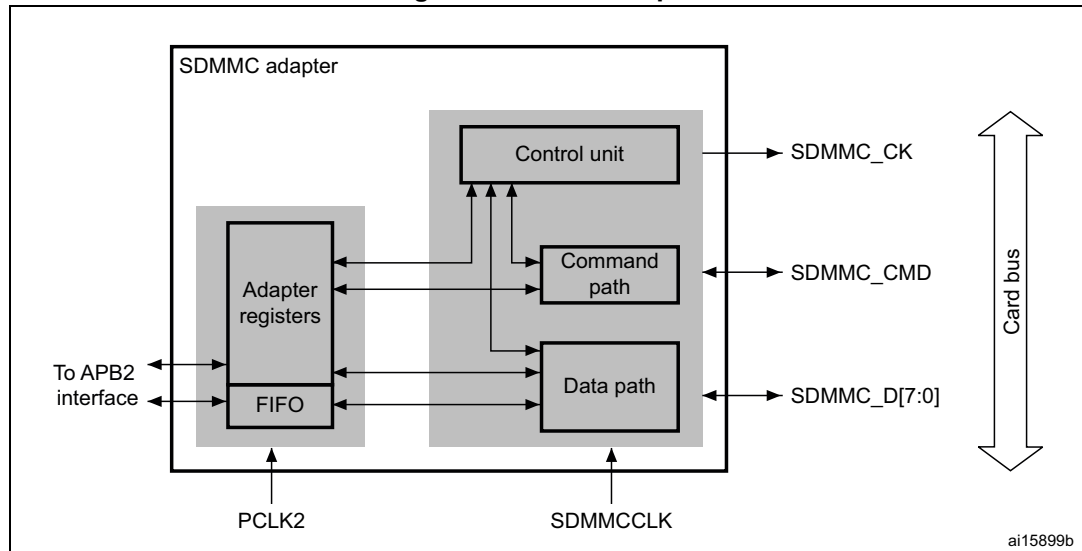 SDMMC adapter
Control unit
SDMMC_CK
Command
path
SDMMC_CMD
Adapter
registers
Card bus
To APB2
interface
FIFO
Data path
SDMMC_D[7:0]
PCLK2
SDMMCCLK
ai15899b